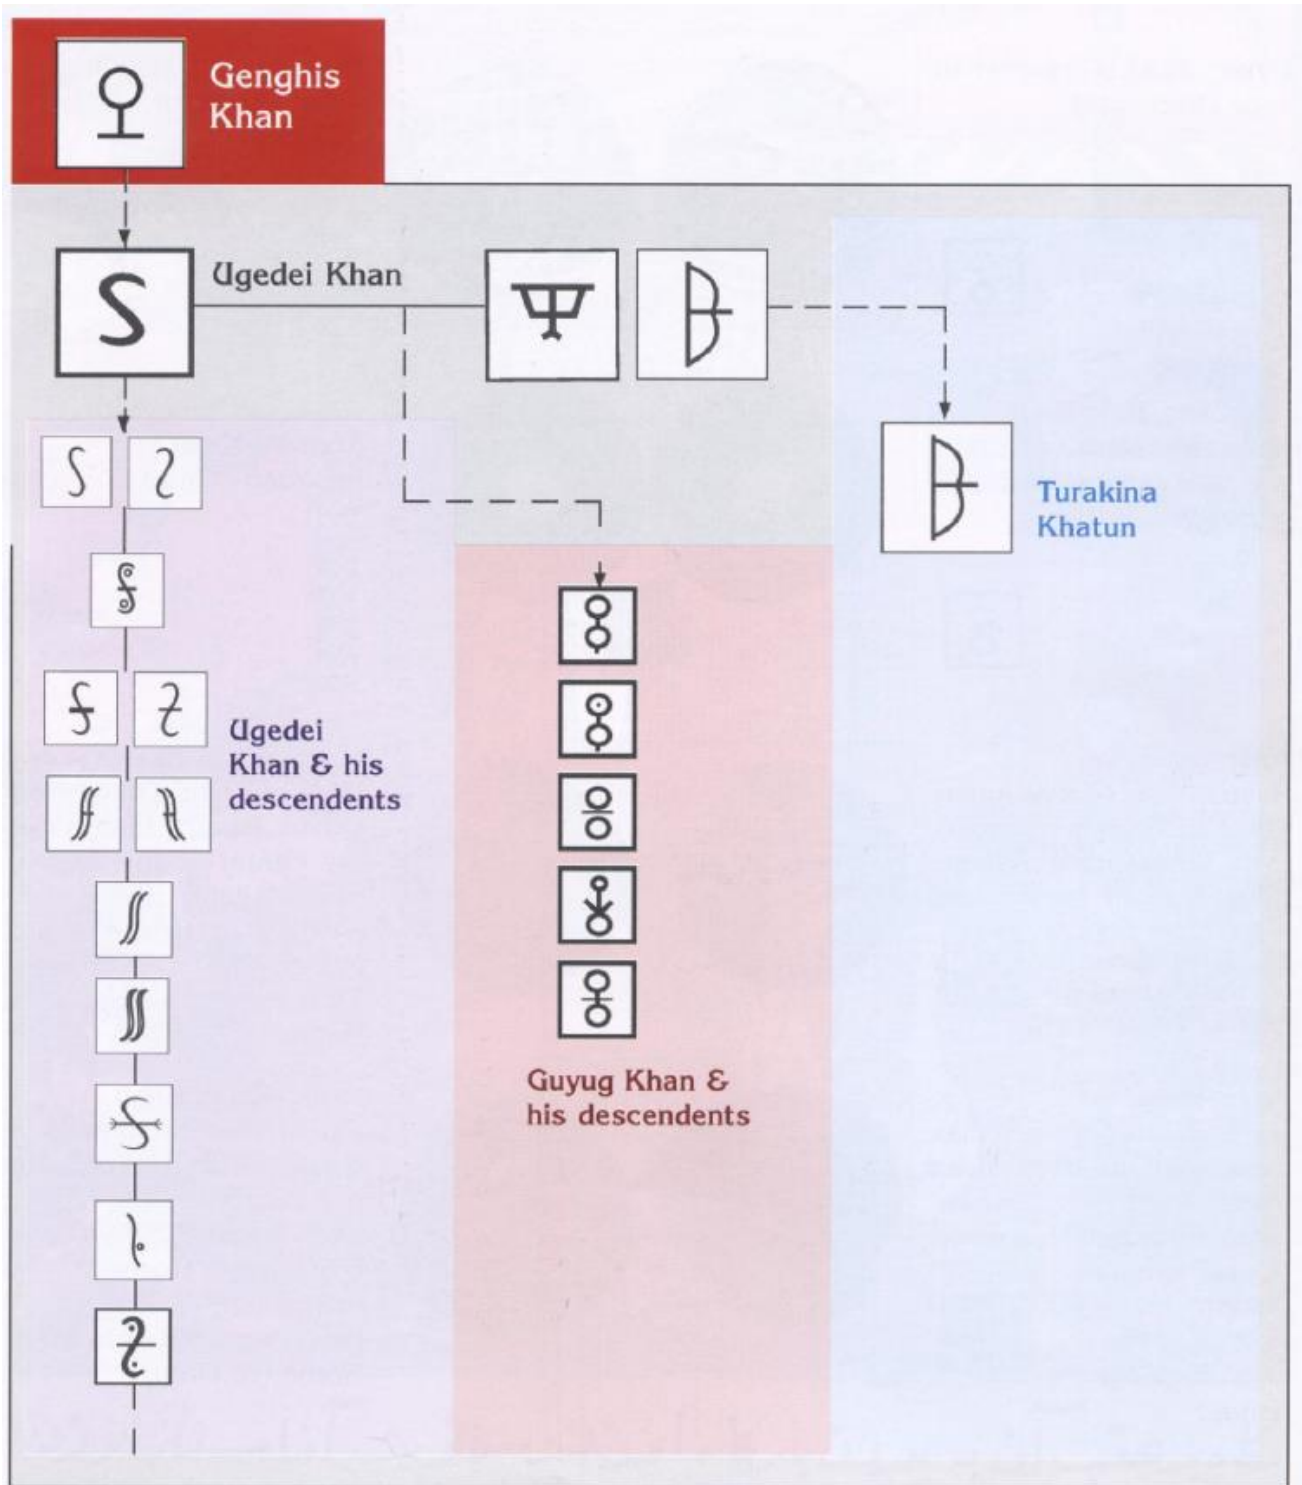 Genghis
Khan
Ugedei Khan
Turakina
Khatun
Ugedei
Khan & his
descendents
Guyug Khan &
his descendents